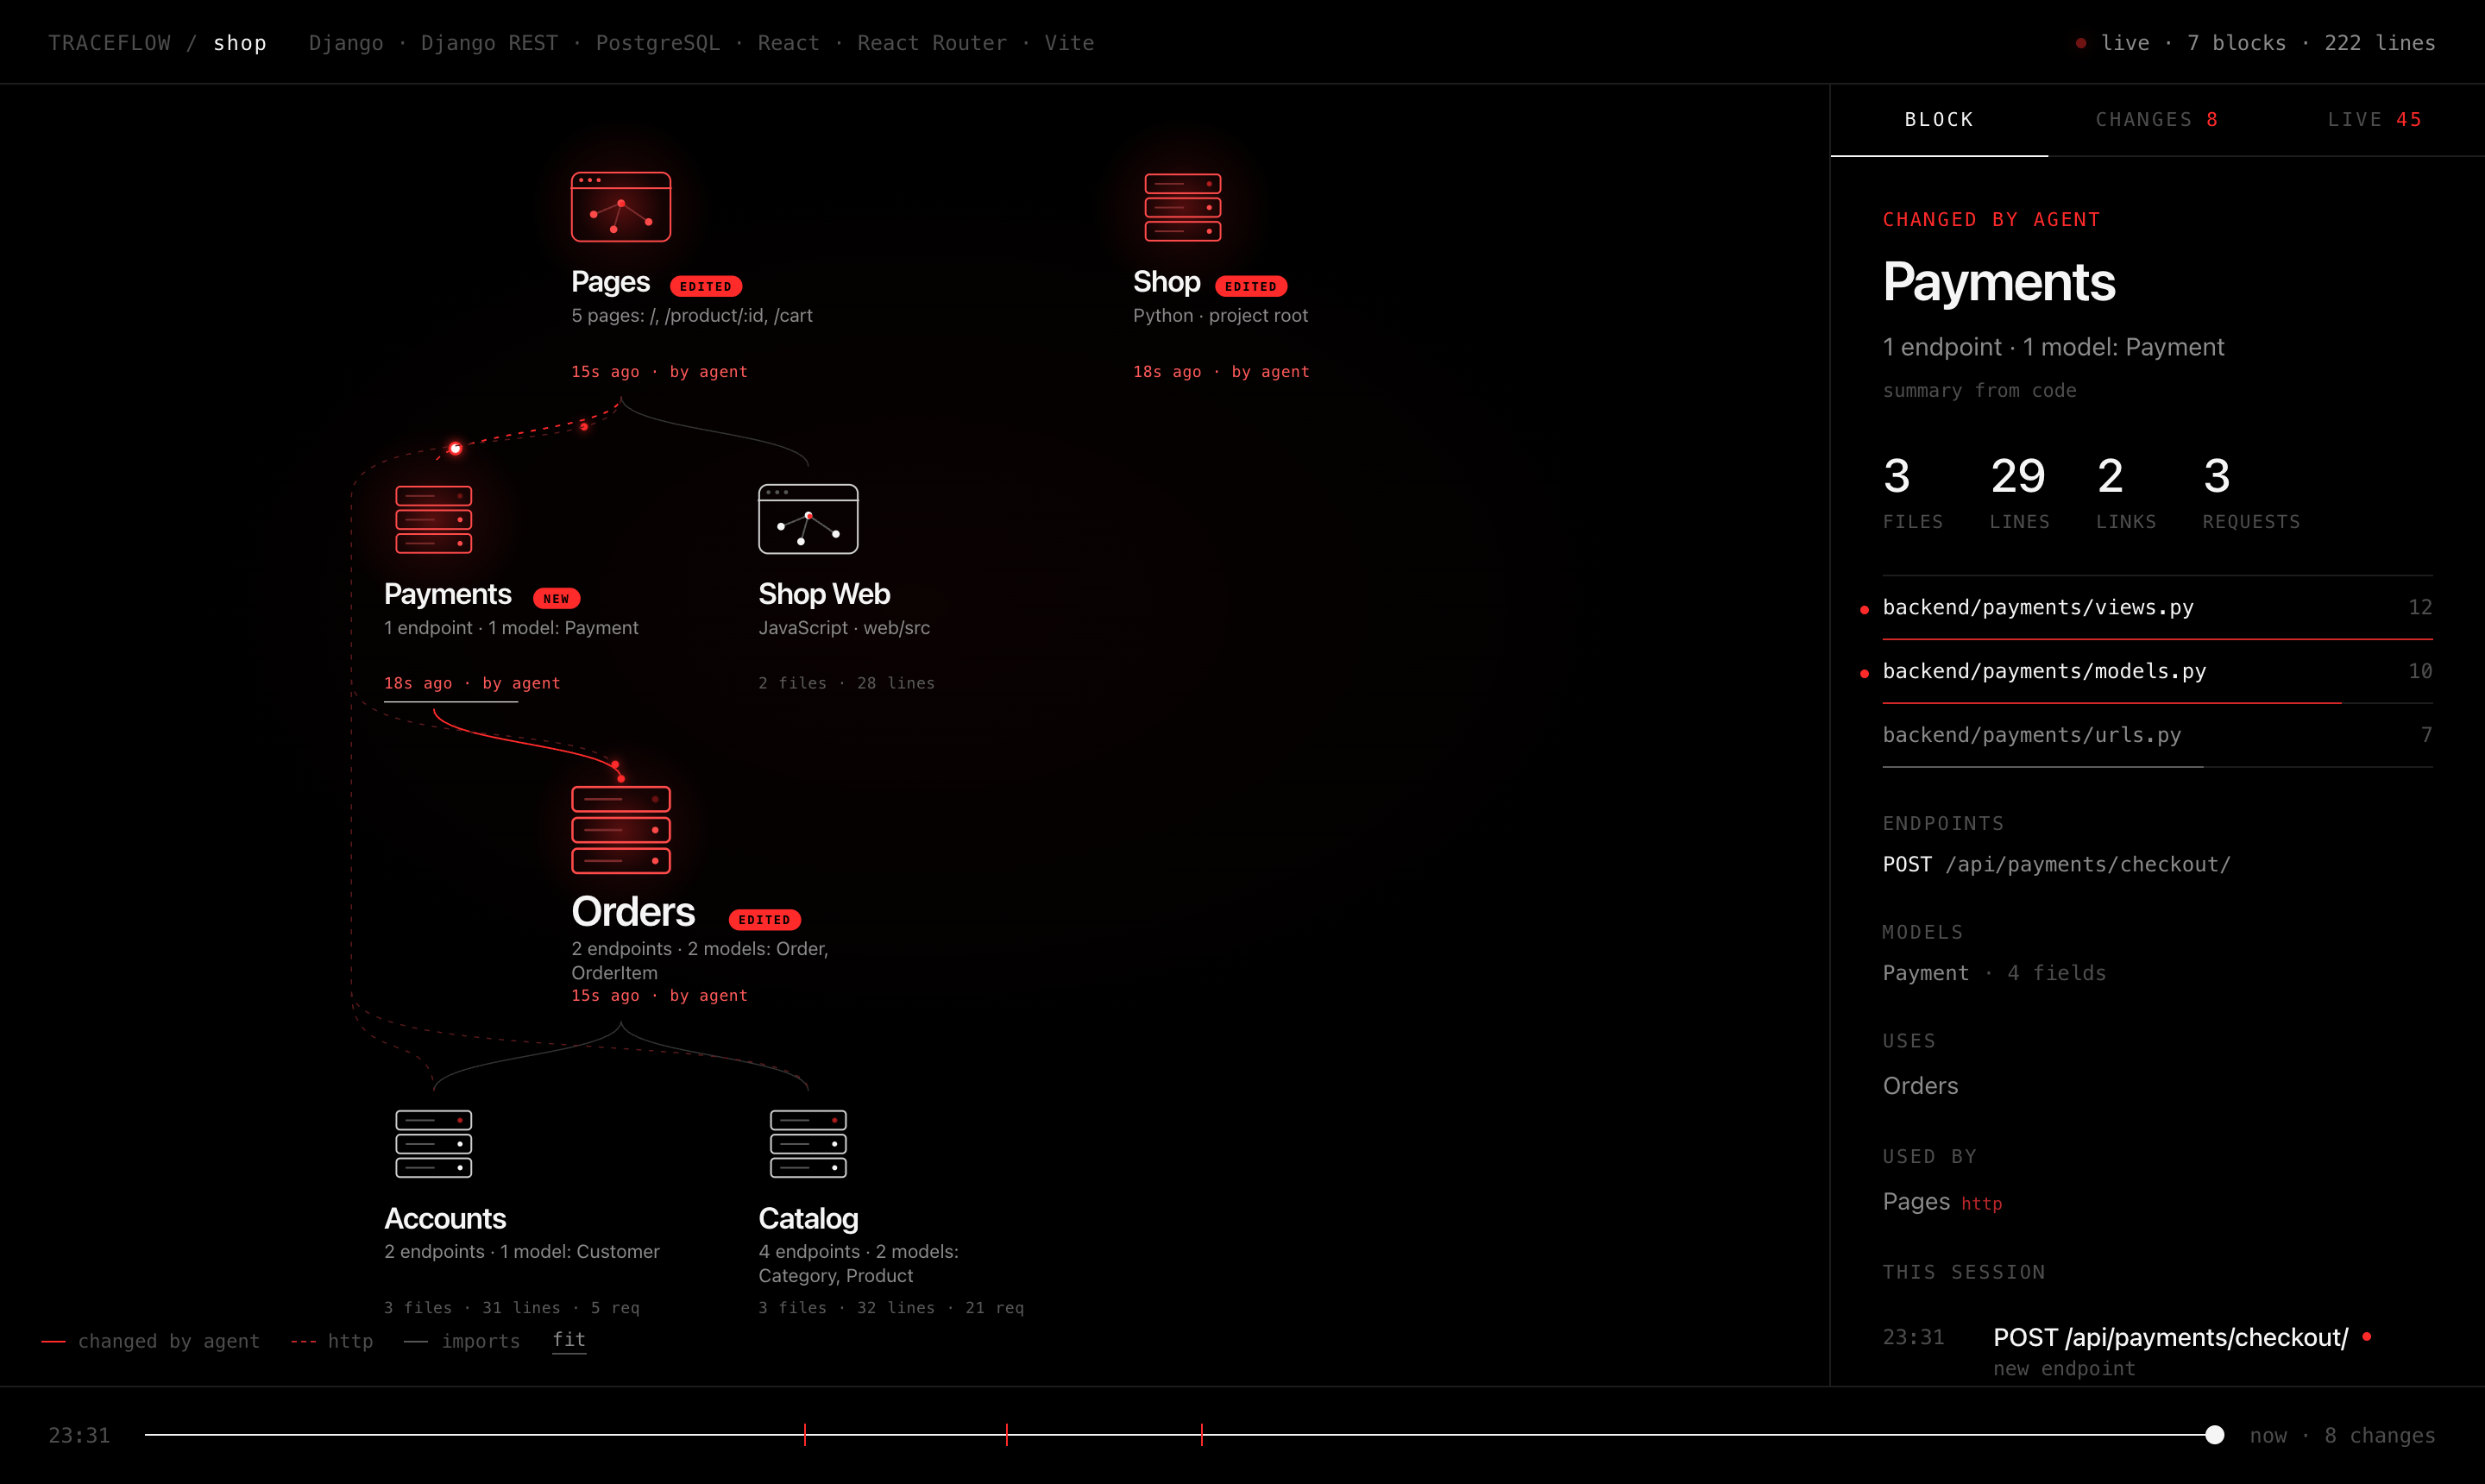 TRACEFLOW / shop Django · Django REST · PostgreSQL · React · React Router · Vite
live · 7 blocks · 222 lines
Pages EDITED
5 pages: /, /product/:id, /cart
15s ago · by agent
Shop EDITED
Python · project root
18s ago · by agent
Payments NEW
1 endpoint · 1 model: Payment
18s ago · by agent
Shop Web
JavaScript · web/src
2 files · 28 lines
Orders EDITED
2 endpoints · 2 models: Order,
OrderItem
15s ago · by agent
Accounts
2 endpoints · 1 model: Customer
3 files · 31 lines · 5 req
Catalog
4 endpoints · 2 models:
Category, Product
3 files · 32 lines · 21 req
changed by agent http imports fit
BLOCK CHANGES 8 LIVE 45
CHANGED BY AGENT
Payments
1 endpoint · 1 model: Payment
summary from code
3 29 2 3
FILES LINES LINKS REQUESTS
backend/payments/views.py 12
backend/payments/models.py 10
backend/payments/urls.py 7
ENDPOINTS
POST /api/payments/checkout/
MODELS
Payment · 4 fields
USES
Orders
USED BY
Pages http
THIS SESSION
23:31 POST /api/payments/checkout/
new endpoint
23:31 now · 8 changes